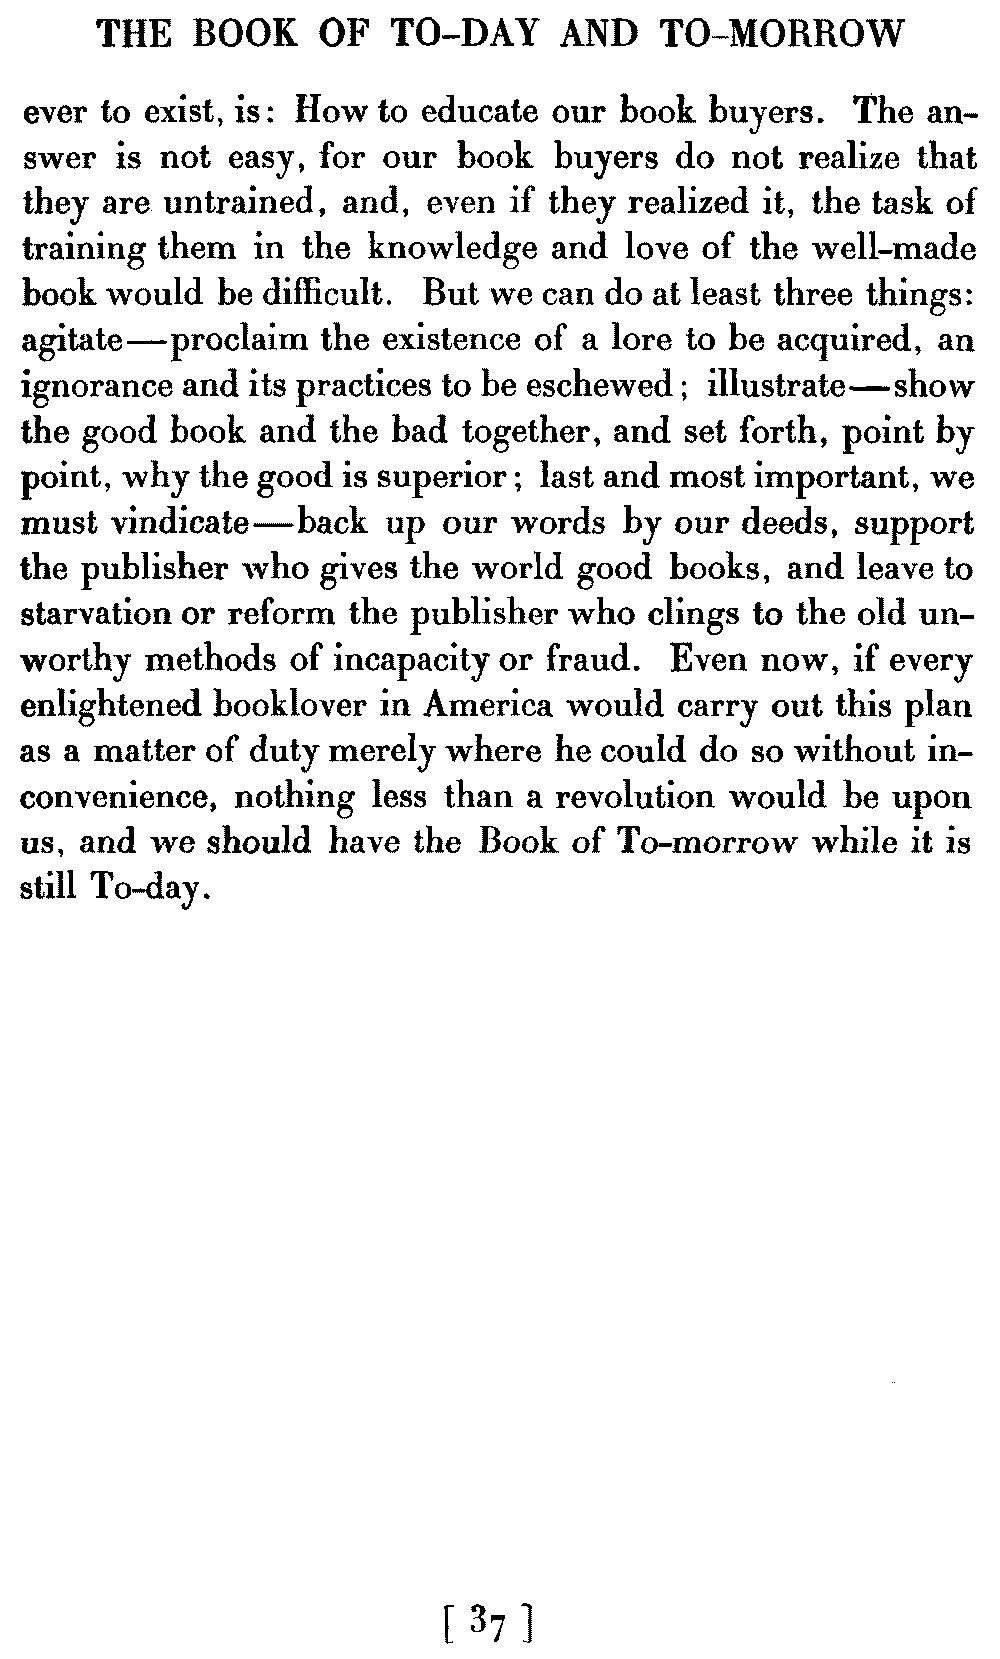 THE BOOK OF TO-DAY AND TO-MORROW
ever to exist, is: How to educate our book buyers. The an-
swer is not easy, for our book buyers do not realize that
they are untrained, and, even if they realized it, the task of
training them in the knowledge and love of the well-made
book would be difficult. But we can do at least three things:
agitate—proclaim the existence of a lore to be acquired, an
ignorance and its practices to be eschewed; illustrate—show
the good book and the bad together, and set forth, point by
point, why the good is superior; last and most important, we
must vindicate—back up our words by our deeds, support
the publisher who gives the world good books, and leave to
starvation or reform the publisher who clings to the old un-
worthy methods of incapacity or fraud. Even now, if every
enlightened booklover in America would carry out this plan
as a matter of duty merely where he could do so without in-
convenience, nothing less than a revolution would be upon
us, and we should have the Book of To-morrow while it is
still To-day.
[ 37 ]